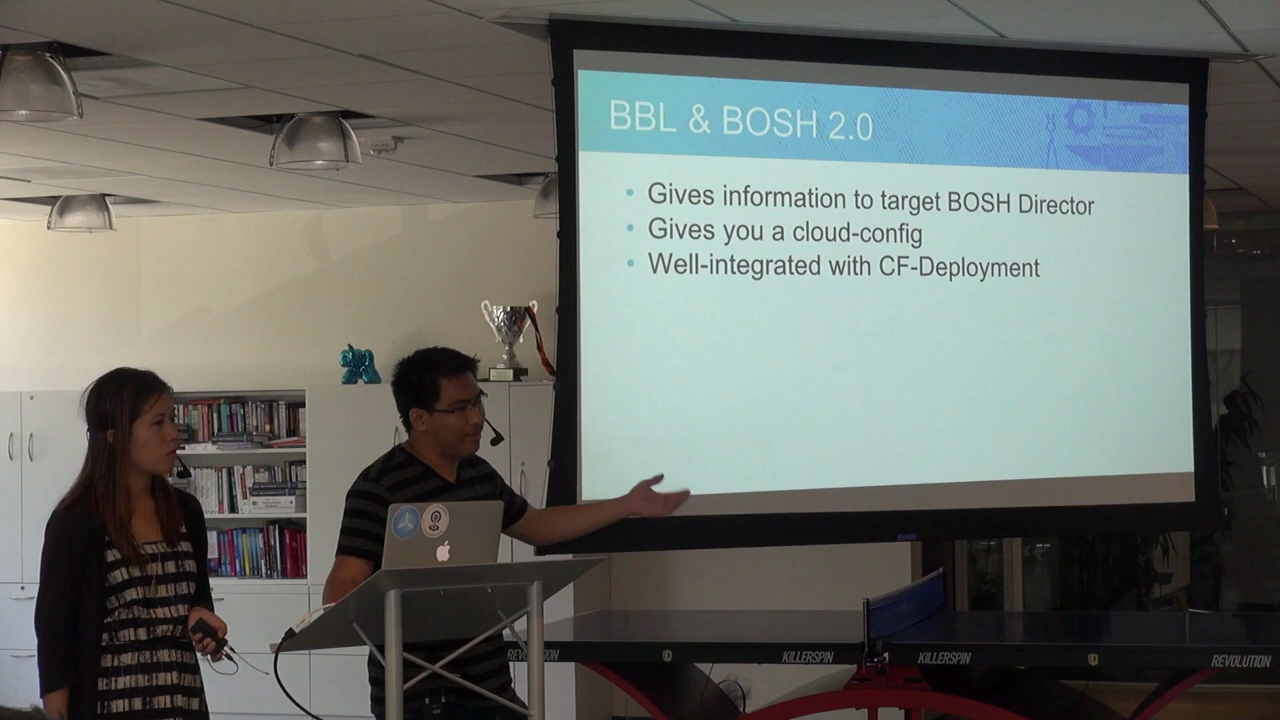 BBL & BOSH 2.0
Gives information to target BOSH Director
Gives you a cloud-config
Well-integrated with CF-Deployment
REVOLUTION
KILLERSPIN
KILLERSPIN
REVOLUTION